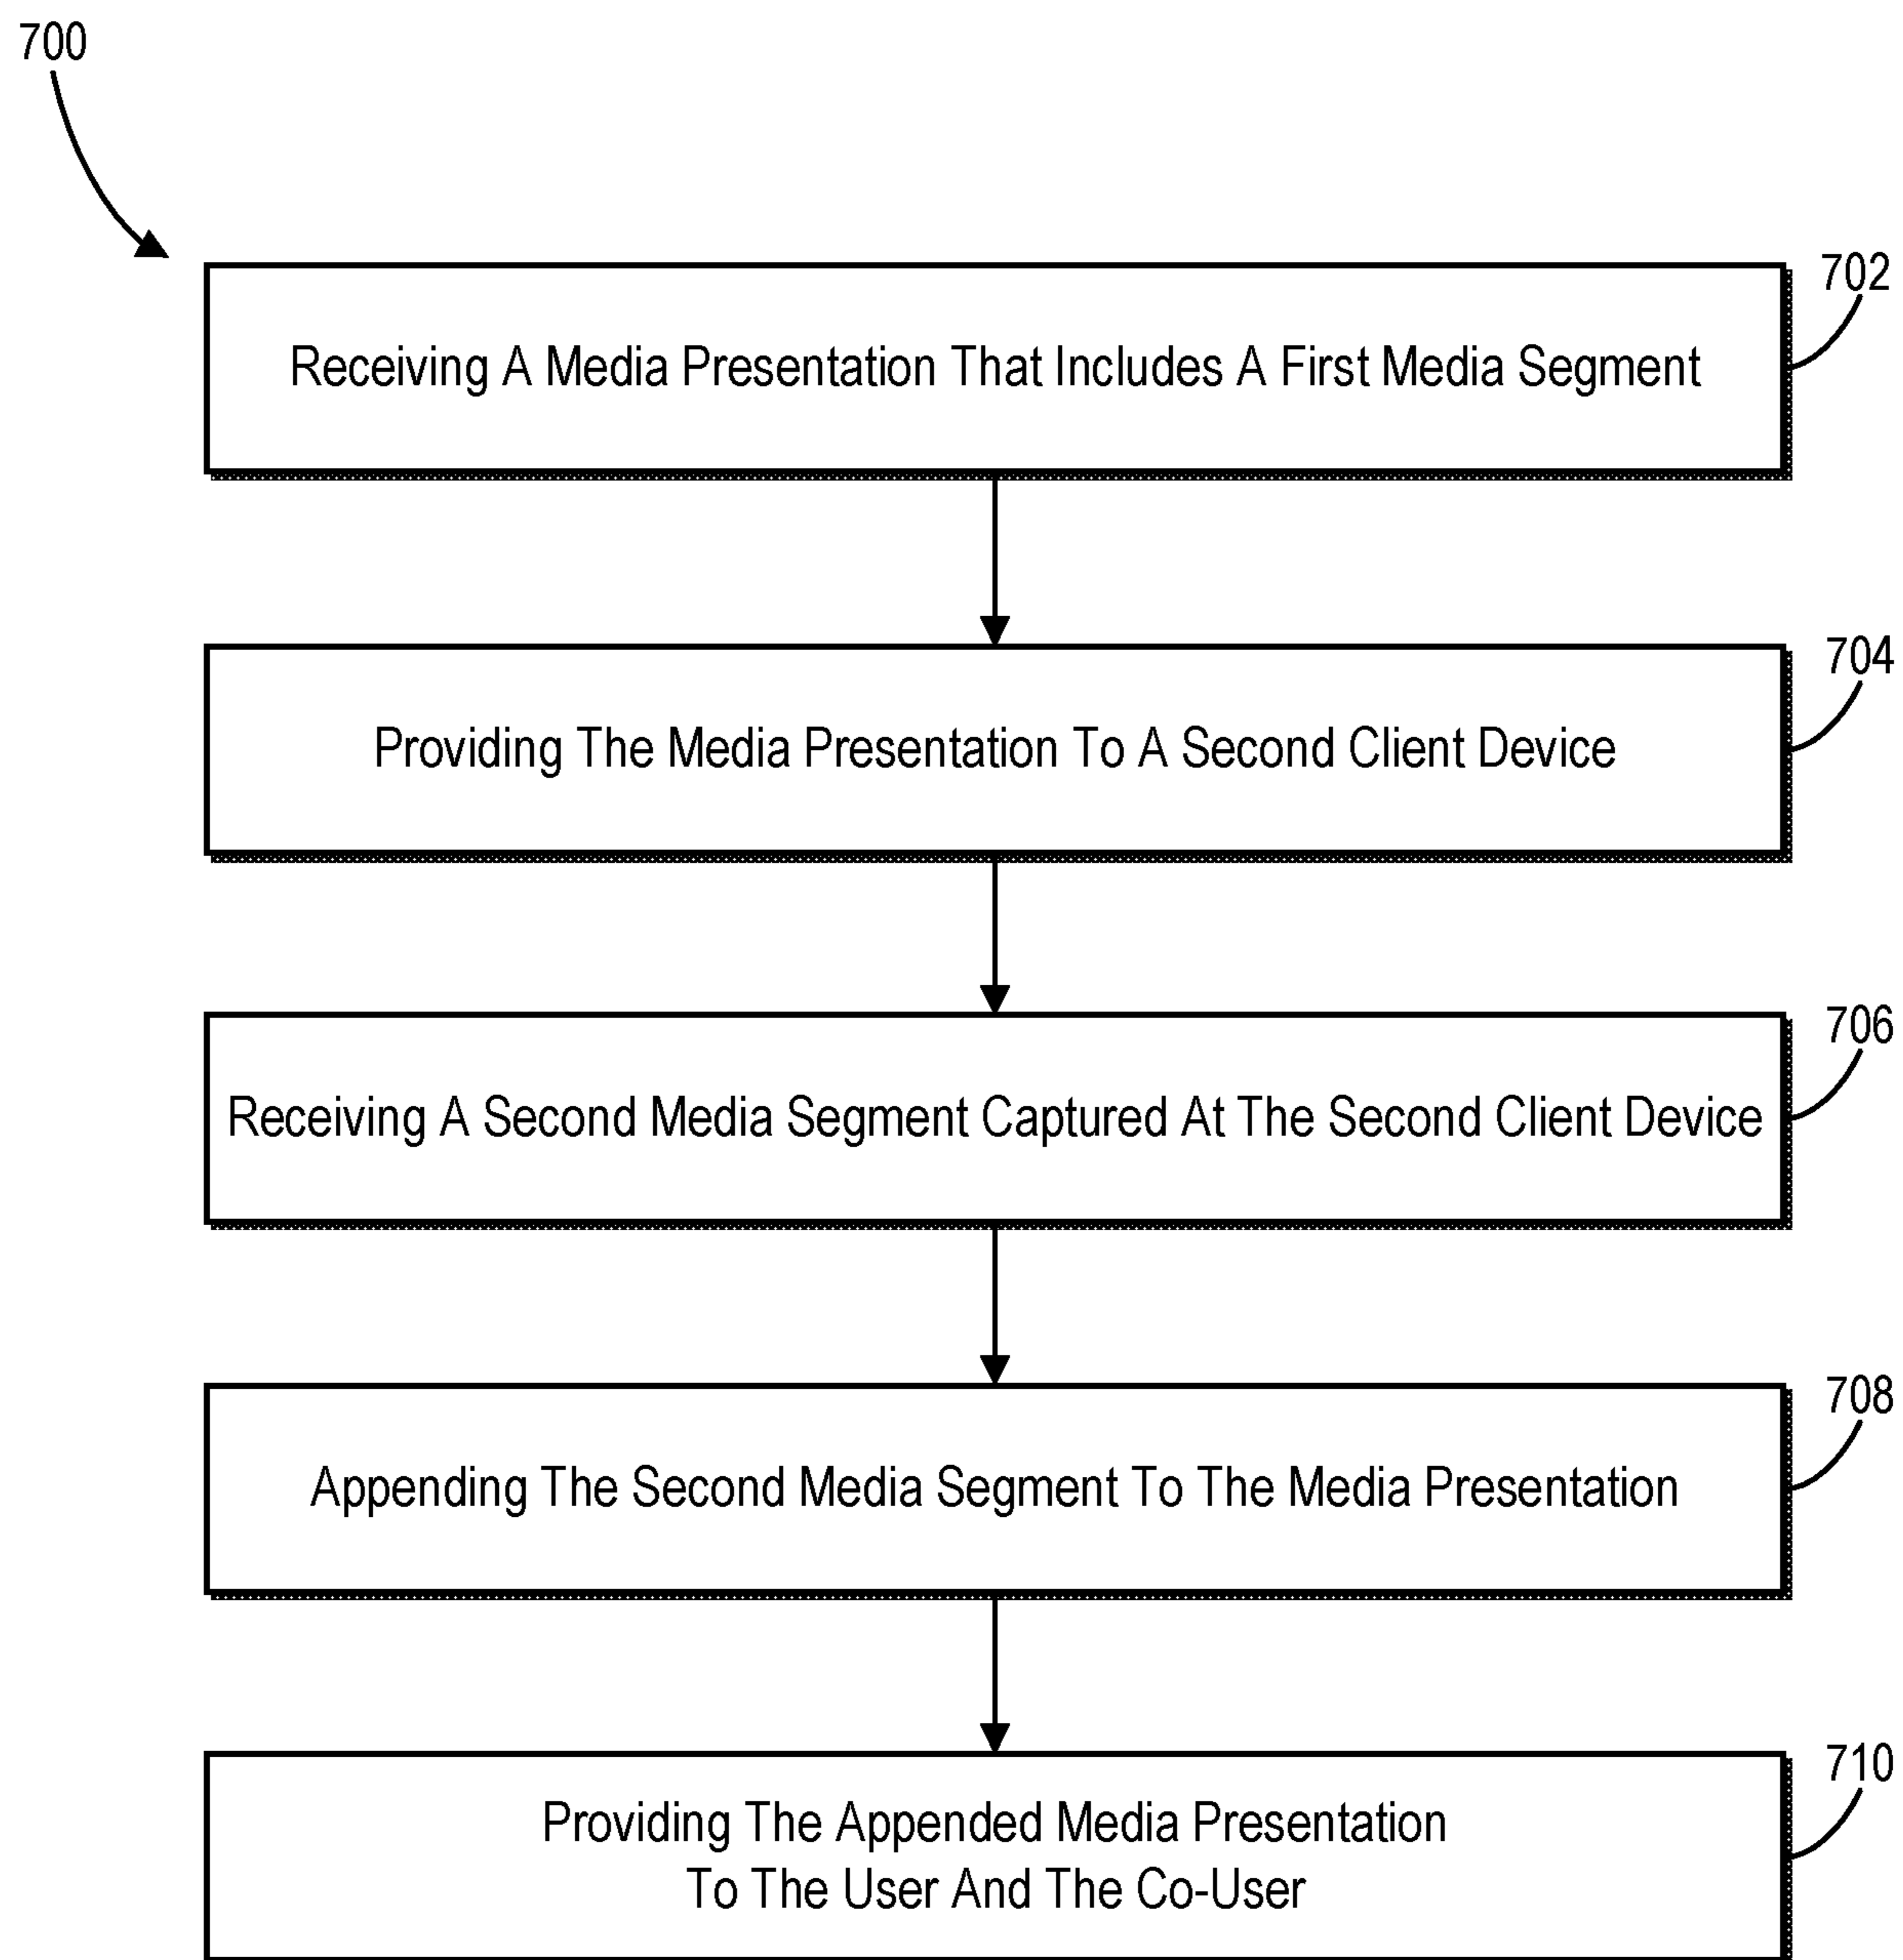 700
702
Receiving A Media Presentation That Includes A First Media Segment
704
Providing The Media Presentation To A Second Client Device
706
Receiving A Second Media Segment Captured At The Second Client Device
708
Appending The Second Media Segment To The Media Presentation
710
Providing The Appended Media Presentation
To The User And The Co-User